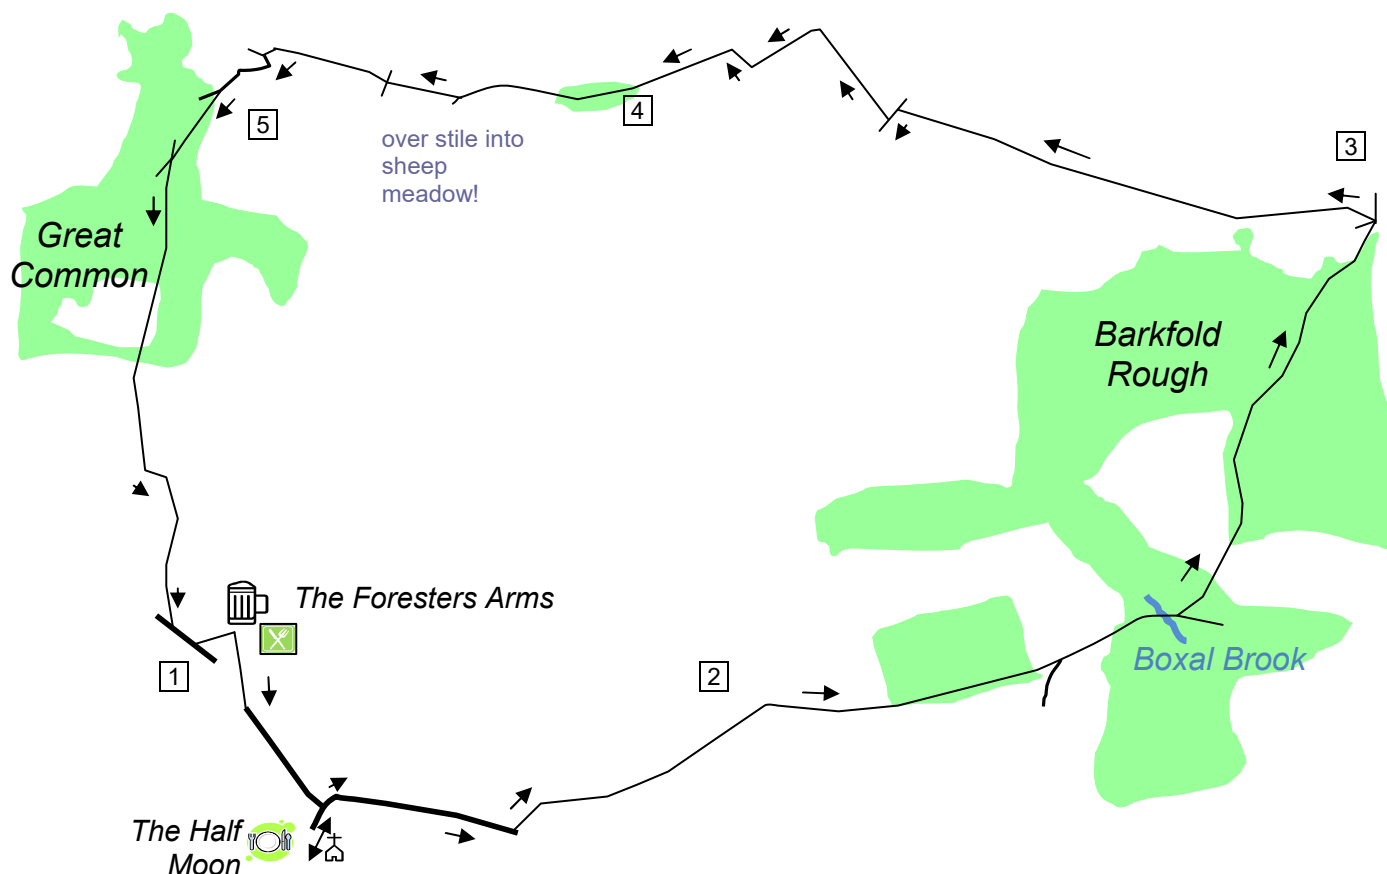 5
4
3
over stile into
sheep
meadow!
Great
Common
Barkfold
Rough
The Foresters Arms
1
2
Boxal Brook
The Half
Moon